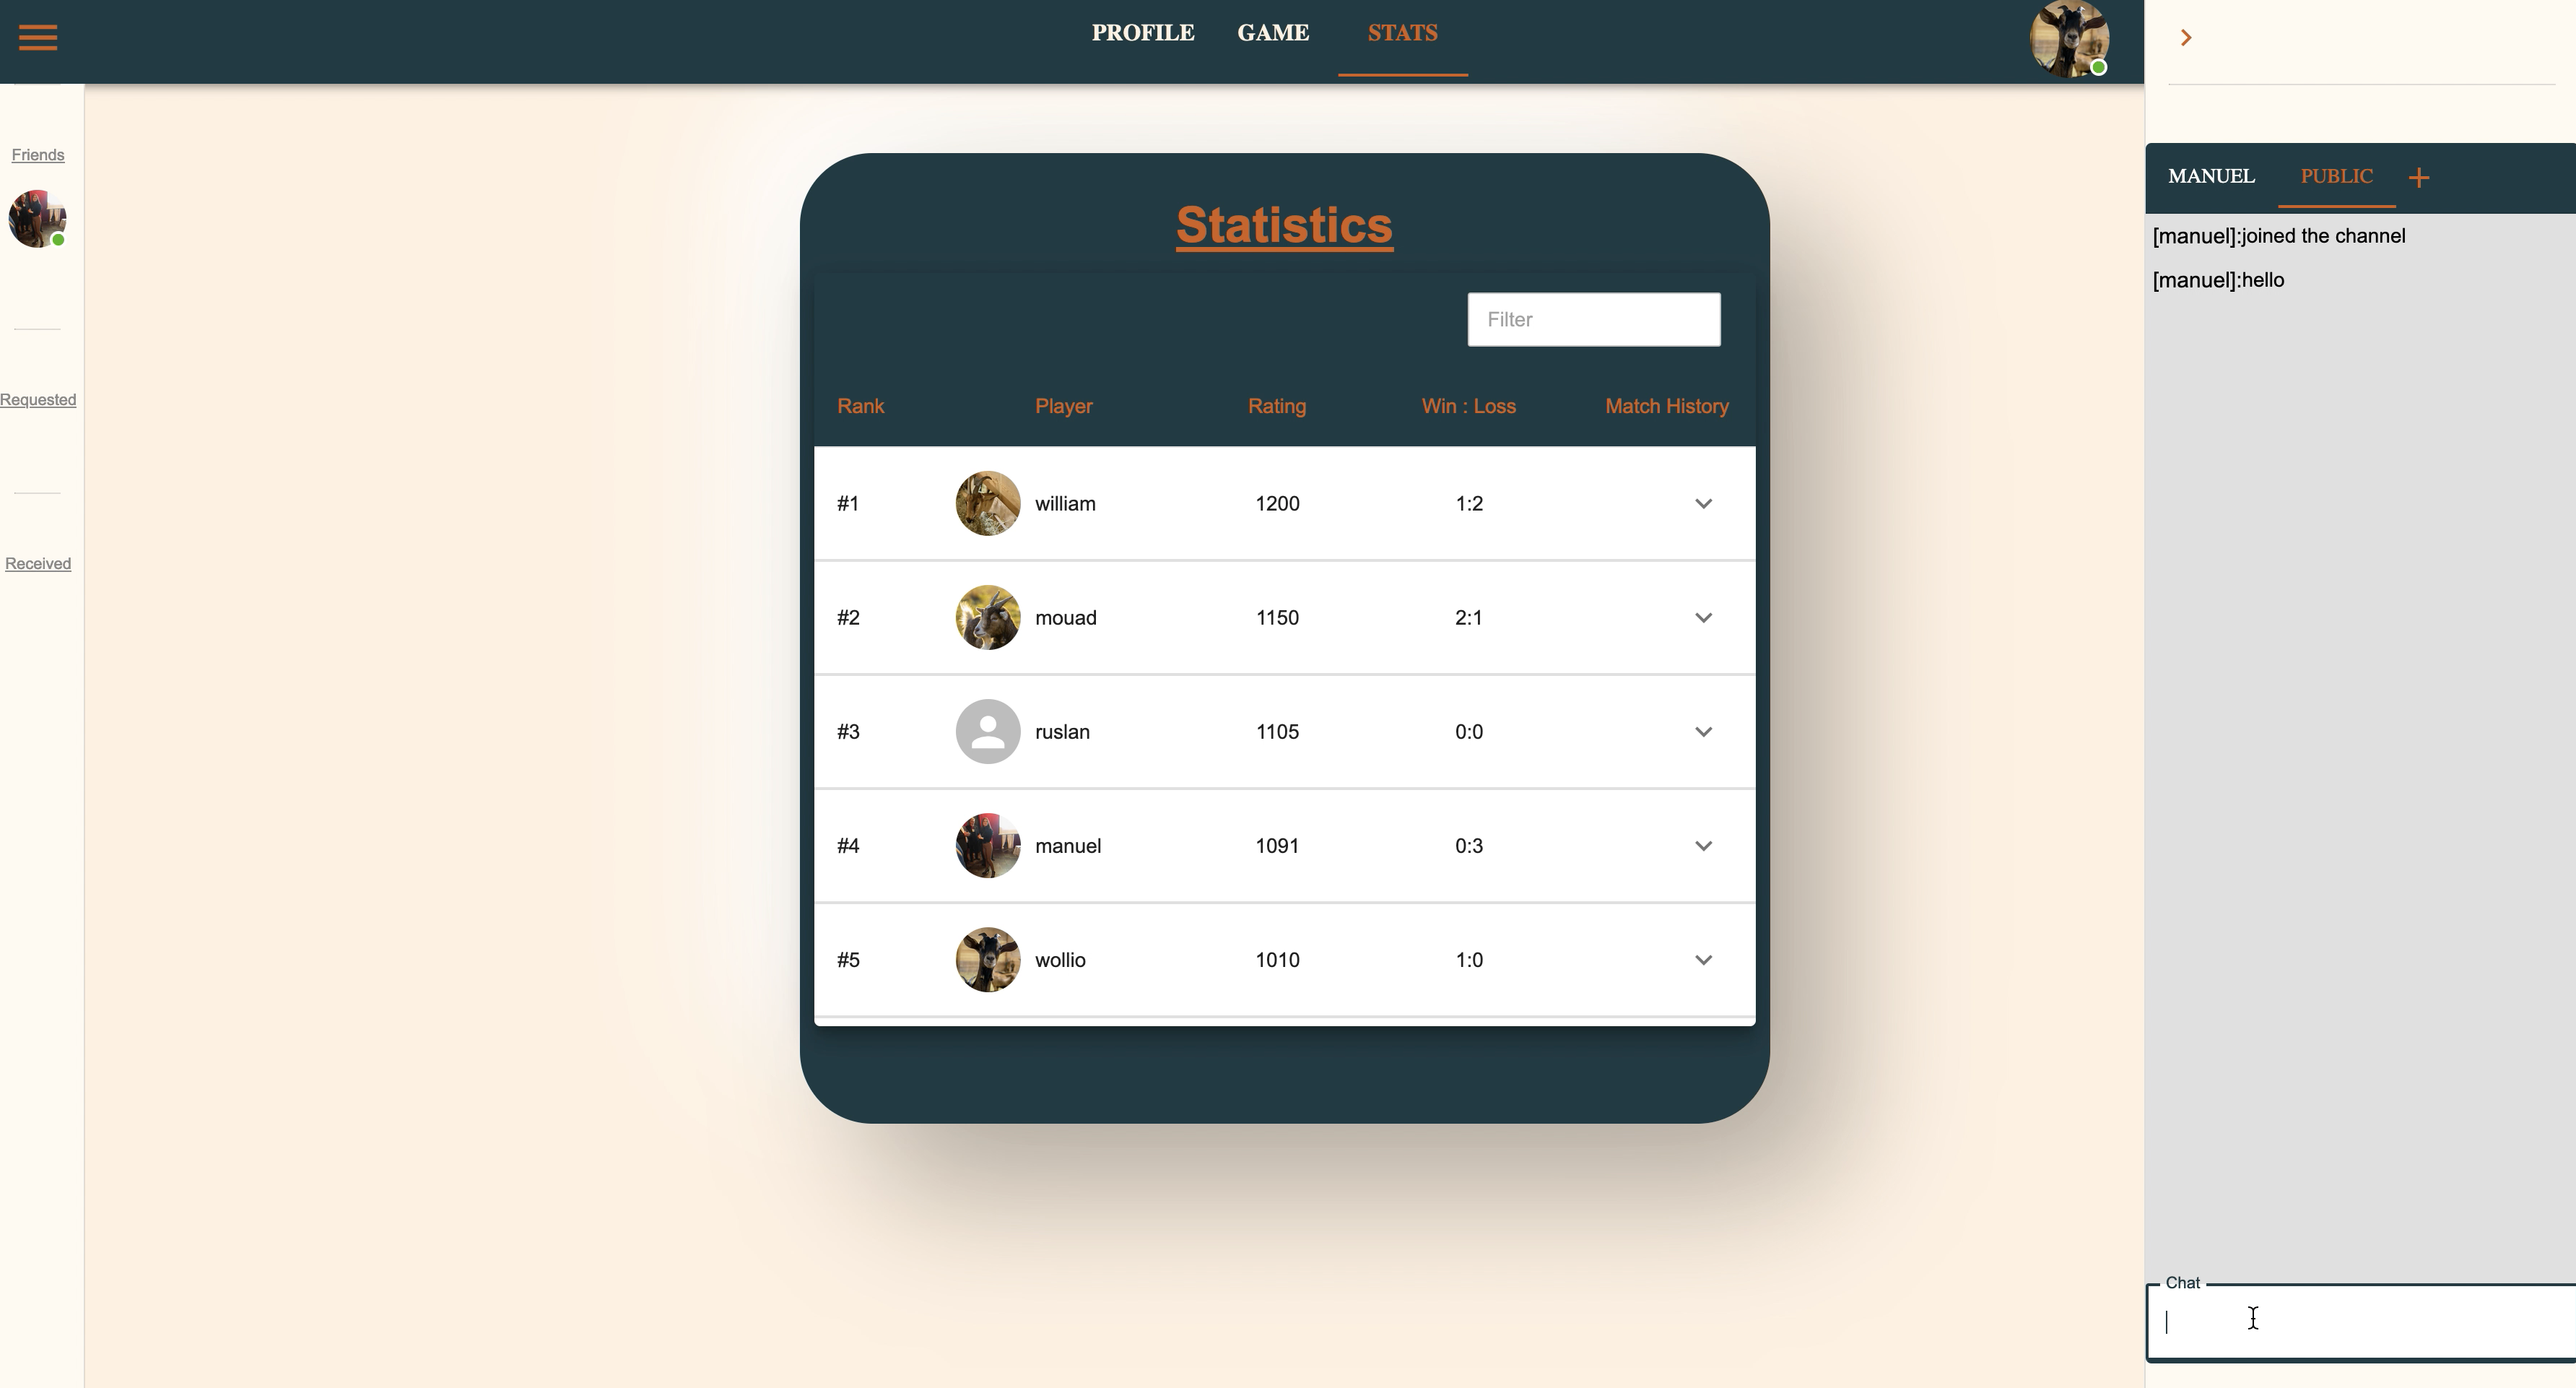 PROFILE GAME STATS
Friends
Requested
Received
Statistics
Filter
Rank Player Rating Win : Loss Match History
#1 william 1200 1:2
#2 mouad 1150 2:1
#3 ruslan 1105 0:0
#4 manuel 1091 0:3
#5 wollio 1010 1:0
MANUEL PUBLIC +
[manuel]:joined the channel
[manuel]:hello
Chat